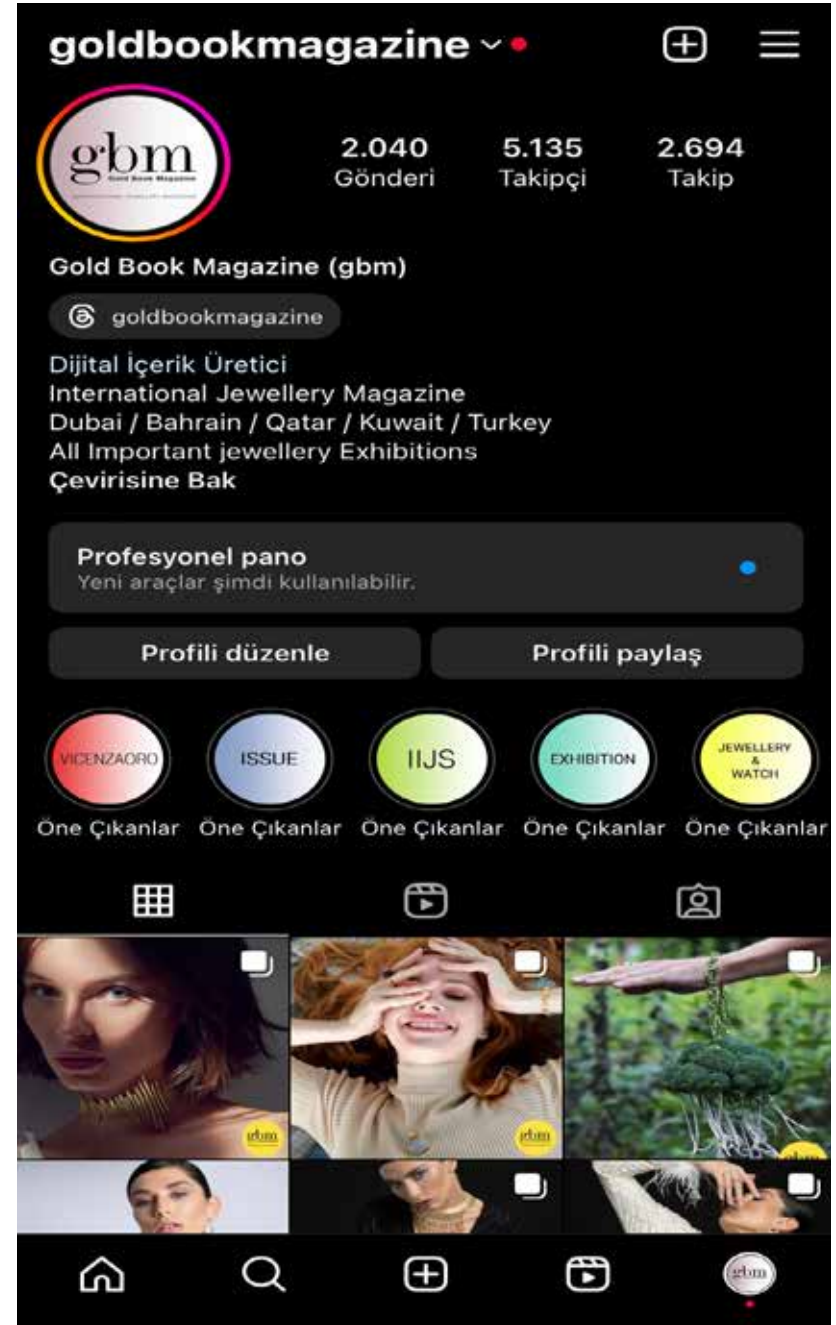 goldbookmagazine
gbm
Gold Book Magazine
2.040 5.135 2.694
Gönderi Takipçi Takip
Gold Book Magazine (gbm)
goldbookmagazine
Dijital İçerik Üretici
International Jewellery Magazine
Dubai / Bahrain / Qatar / Kuwait / Turkey
All Important jewellery Exhibitions
Çevirisine Bak
Profesyonel pano
Yeni araçlar şimdi kullanılabilir.
Profili düzenle Profili paylaş
VICENZAORO ISSUE IIJS EXHIBITION JEWELLERY
&
WATCH
Öne Çıkanlar Öne Çıkanlar Öne Çıkanlar Öne Çıkanlar Öne Çıkanlar
gbm gbm gbm
gbm